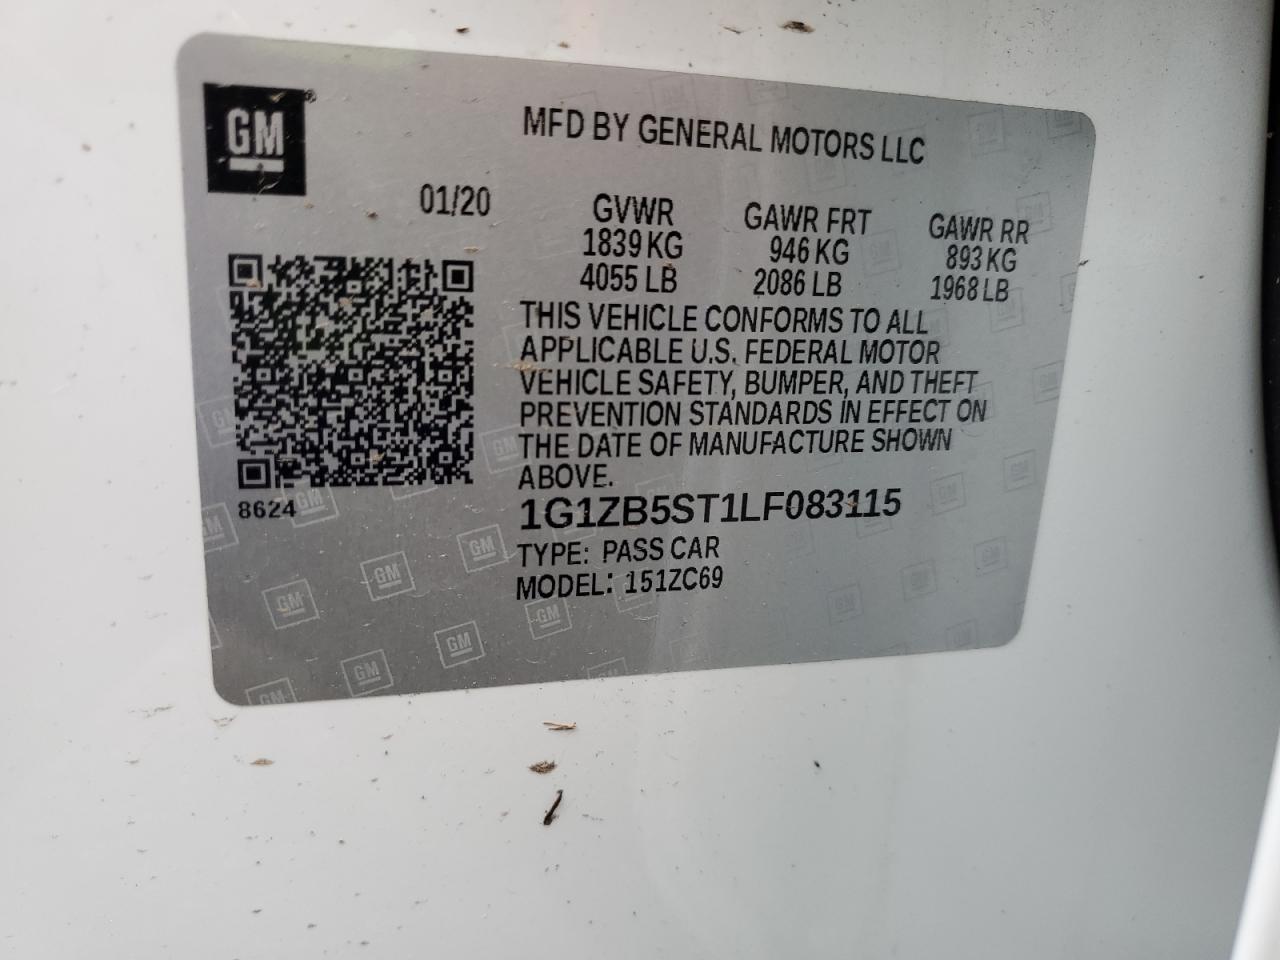 GM
MFD BY GENERAL MOTORS LLC
01/20
GVWR
1839 KG
4055 LB
GAWR FRT
946 KG
2086 LB
GAWR RR
893 KG
1968 LB
THIS VEHICLE CONFORMS TO ALL
APPLICABLE U.S. FEDERAL MOTOR
VEHICLE SAFETY, BUMPER, AND THEFT
PREVENTION STANDARDS IN EFFECT ON
THE DATE OF MANUFACTURE SHOWN
ABOVE.
8624
1G1ZB5ST1LF083115
TYPE: PASS CAR
MODEL: 151ZC69